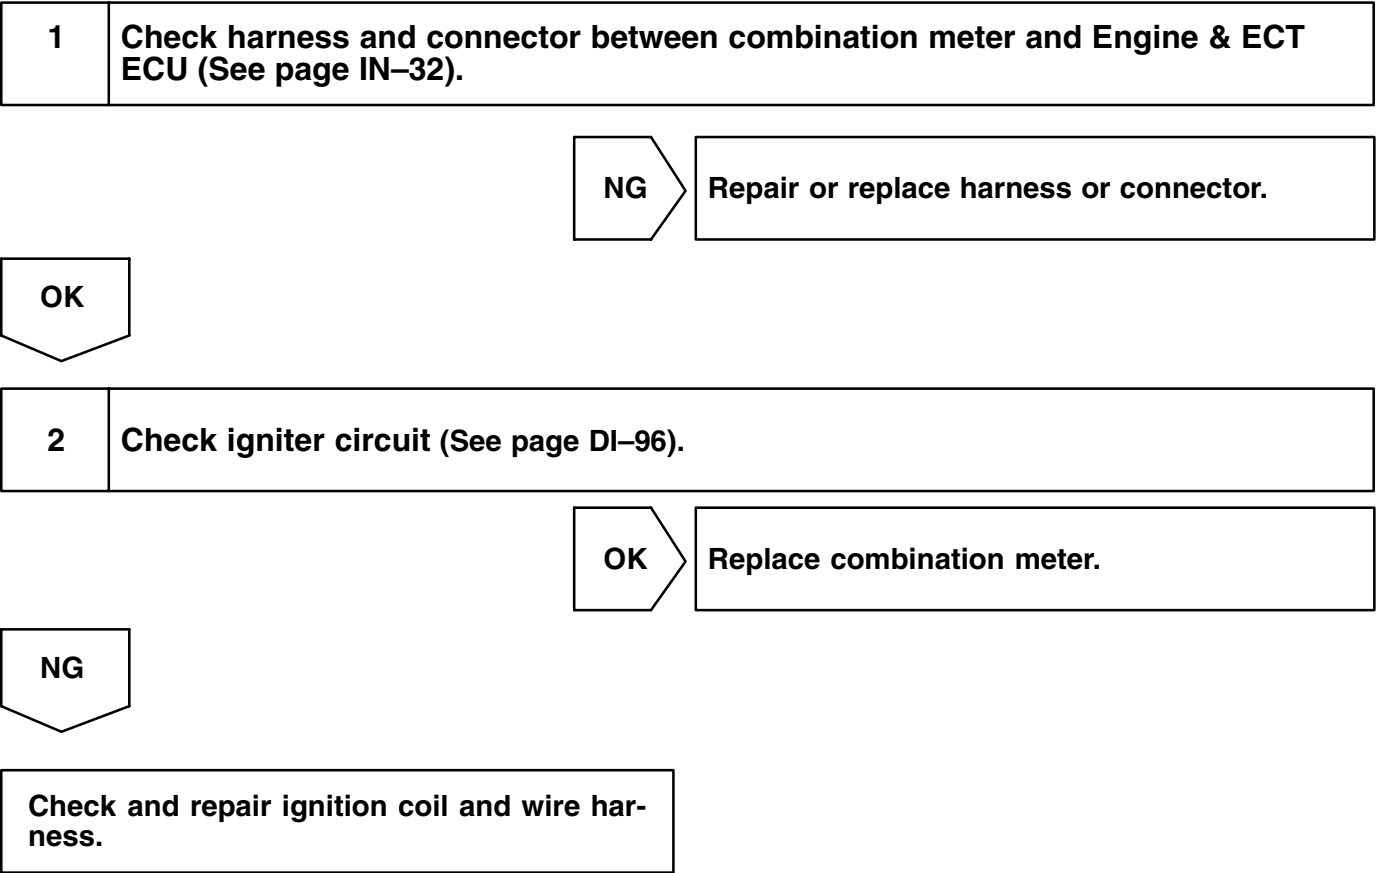 1
Check harness and connector between combination meter and Engine & ECT
ECU (See page IN–32).
NG
Repair or replace harness or connector.
OK
2
Check igniter circuit (See page DI–96).
OK
Replace combination meter.
NG
Check and repair ignition coil and wire har-
ness.